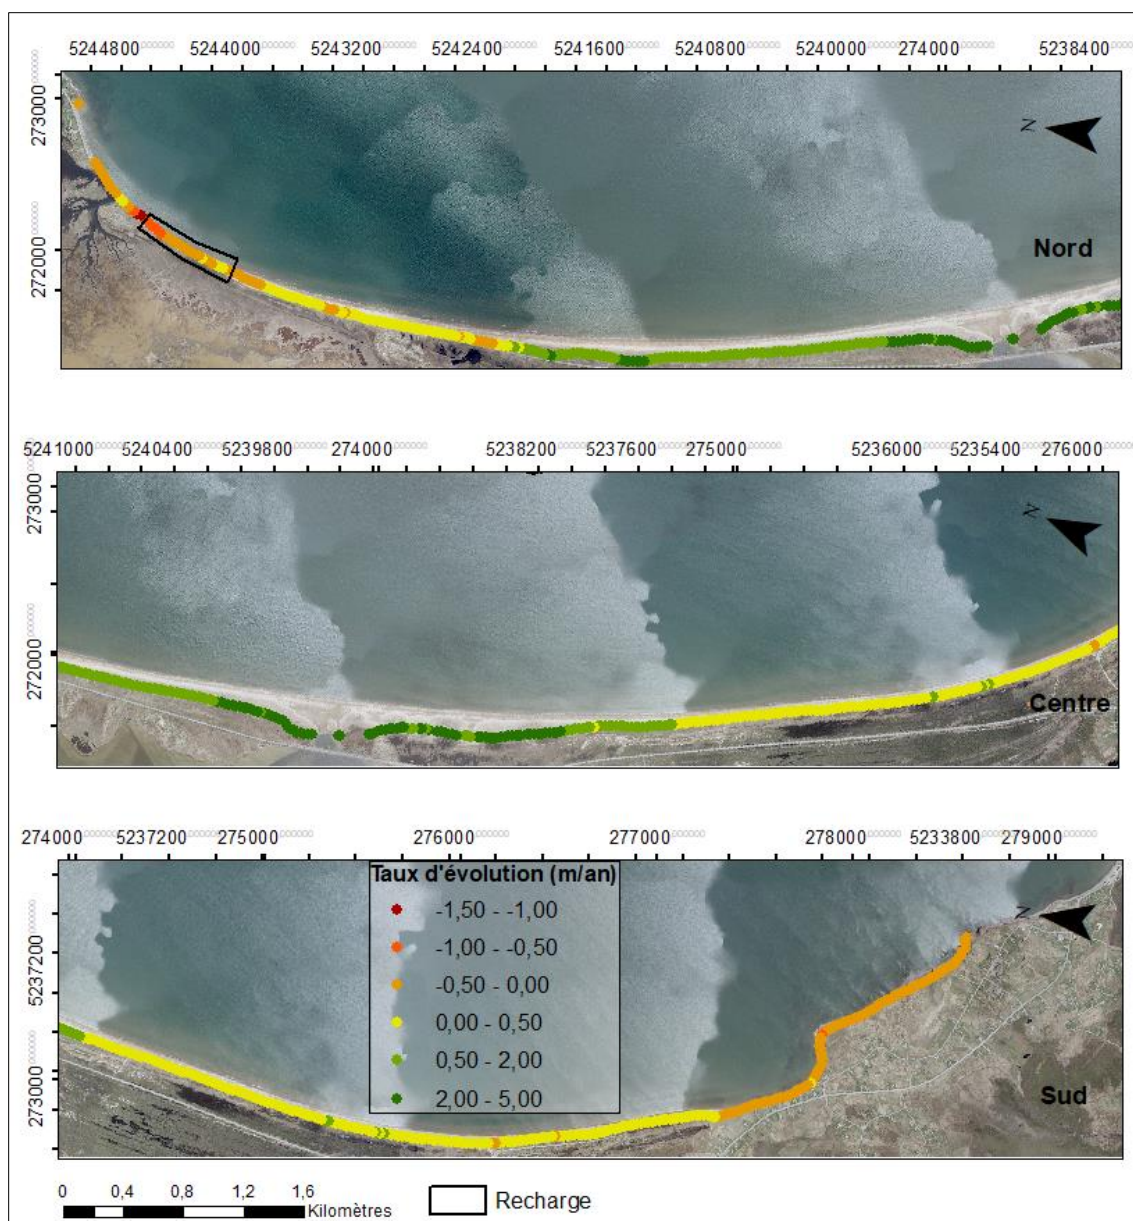 5244800 5244000 5243200 5242400 5241600 5240800 5240000 274000 5238400
273000
272000
N
Nord
5241000 5240400 5239800 274000 5238200 5237600 275000 5236000 5235400 276000
273000
272000
N
Centre
274000 5237200 275000 276000 277000 278000 5233800 279000
5237200
273000
N
Sud
Taux d'évolution (m/an)
-1,50 - -1,00
-1,00 - -0,50
-0,50 - 0,00
0,00 - 0,50
0,50 - 2,00
2,00 - 5,00
0 0,4 0,8 1,2 1,6
Kilomètres
Recharge